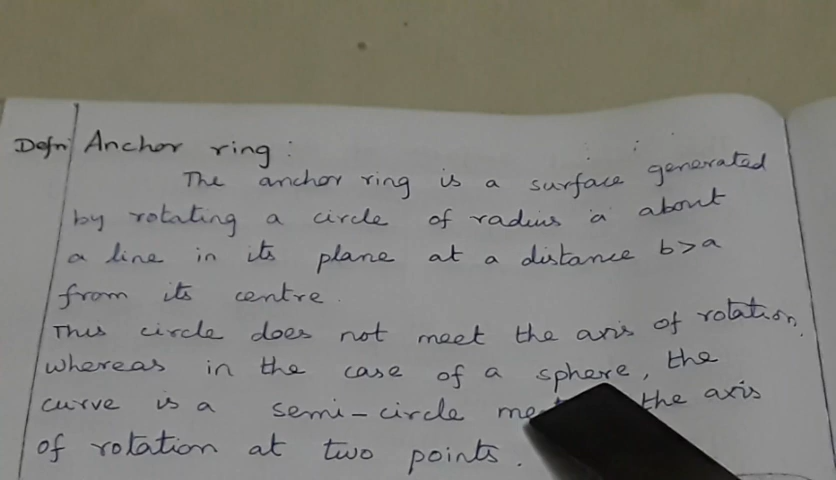 Defn Anchor ring:
The anchor ring is a surface generated
by rotating a circle of radius 'a' about
a line in its plane at a distance b>a
from its centre.
This circle does not meet the axis of rotation.
whereas in the case of a sphere, the
curve is a semi-circle the axis
of rotation at two points.